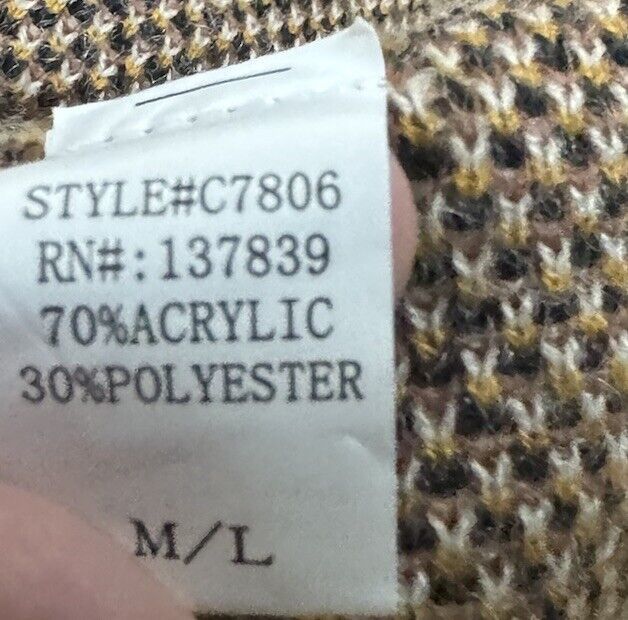 STYLE#C7806
RN#:137839
70%ACRYLIC
30%POLYESTER
M/L